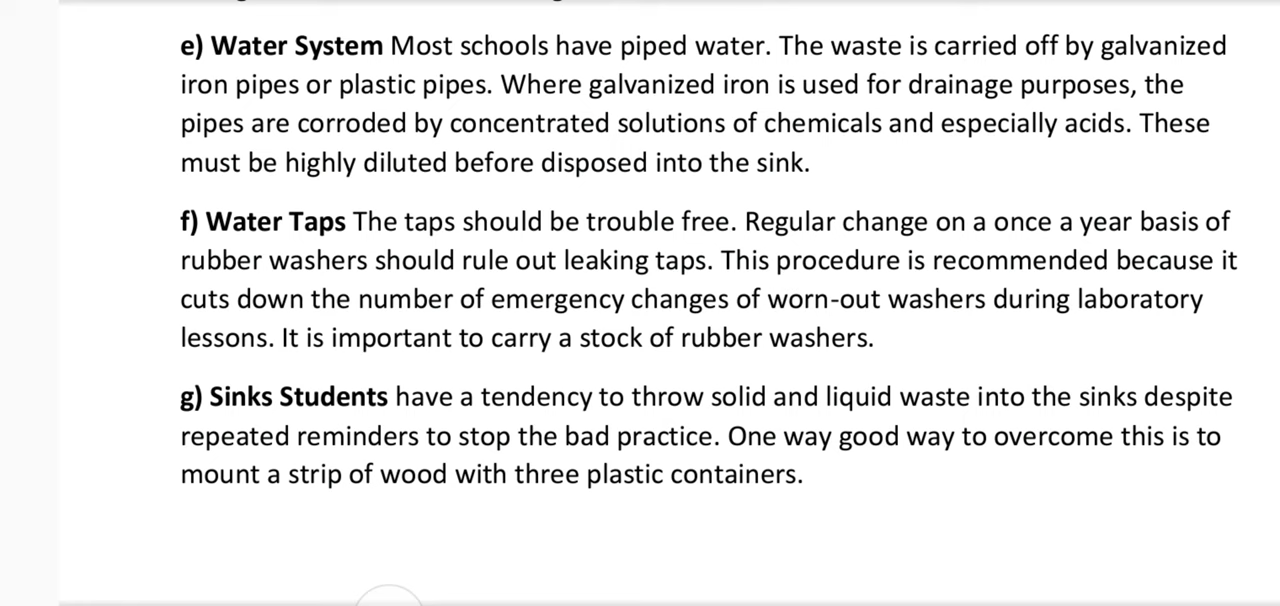 e) Water System Most schools have piped water. The waste is carried off by galvanized
iron pipes or plastic pipes. Where galvanized iron is used for drainage purposes, the
pipes are corroded by concentrated solutions of chemicals and especially acids. These
must be highly diluted before disposed into the sink.
f) Water Taps The taps should be trouble free. Regular change on a once a year basis of
rubber washers should rule out leaking taps. This procedure is recommended because it
cuts down the number of emergency changes of worn-out washers during laboratory
lessons. It is important to carry a stock of rubber washers.
g) Sinks Students have a tendency to throw solid and liquid waste into the sinks despite
repeated reminders to stop the bad practice. One way good way to overcome this is to
mount a strip of wood with three plastic containers.